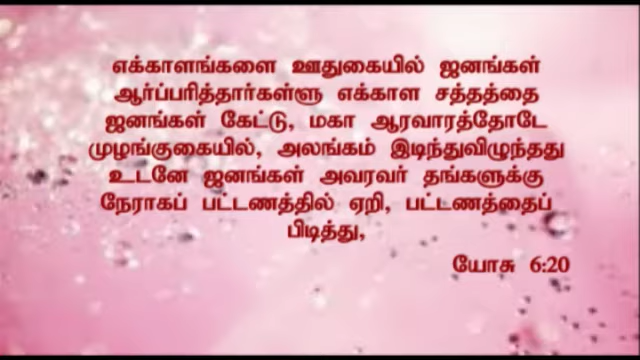 எக்காளங்களை ஊதுகையில் ஜனங்கள்
ஆர்ப்பரித்தார்கள்ளு எக்காள சத்தத்தை
ஜனங்கள் கேட்டு, மகா ஆரவாரத்தோடே
முழங்குகையில், அலங்கம் இடிந்துவிழுந்தது
உடனே ஜனங்கள் அவரவர் தங்களுக்கு
நேராகப் பட்டணத்தில் ஏறி, பட்டணத்தைப்
பிடித்து,
யோசு 6:20